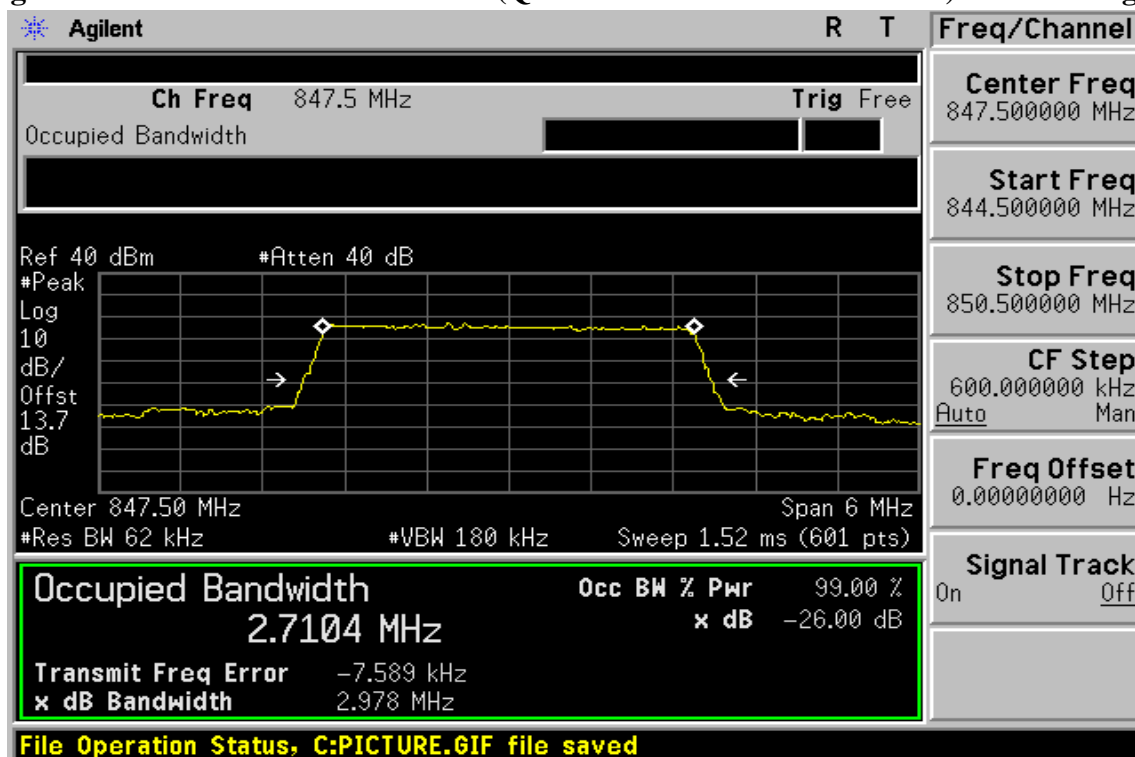 Agilent R T Freq/Channel
Ch Freq 847.5 MHz Trig Free
Occupied Bandwidth
Center Freq
847.500000 MHz
Start Freq
844.500000 MHz
Stop Freq
850.500000 MHz
CF Step
600.000000 kHz
Auto Man
Freq Offset
0.00000000 Hz
Signal Track
On Off
Ref 40 dBm #Atten 40 dB
#Peak
Log
10
dB/
Offst
13.7
dB
Center 847.50 MHz Span 6 MHz
#Res BW 62 kHz #VBW 180 kHz Sweep 1.52 ms (601 pts)
Occupied Bandwidth Occ BW % Pwr 99.00 %
2.7104 MHz x dB -26.00 dB
Transmit Freq Error -7.589 kHz
x dB Bandwidth 2.978 MHz
File Operation Status, C:PICTURE.GIF file saved